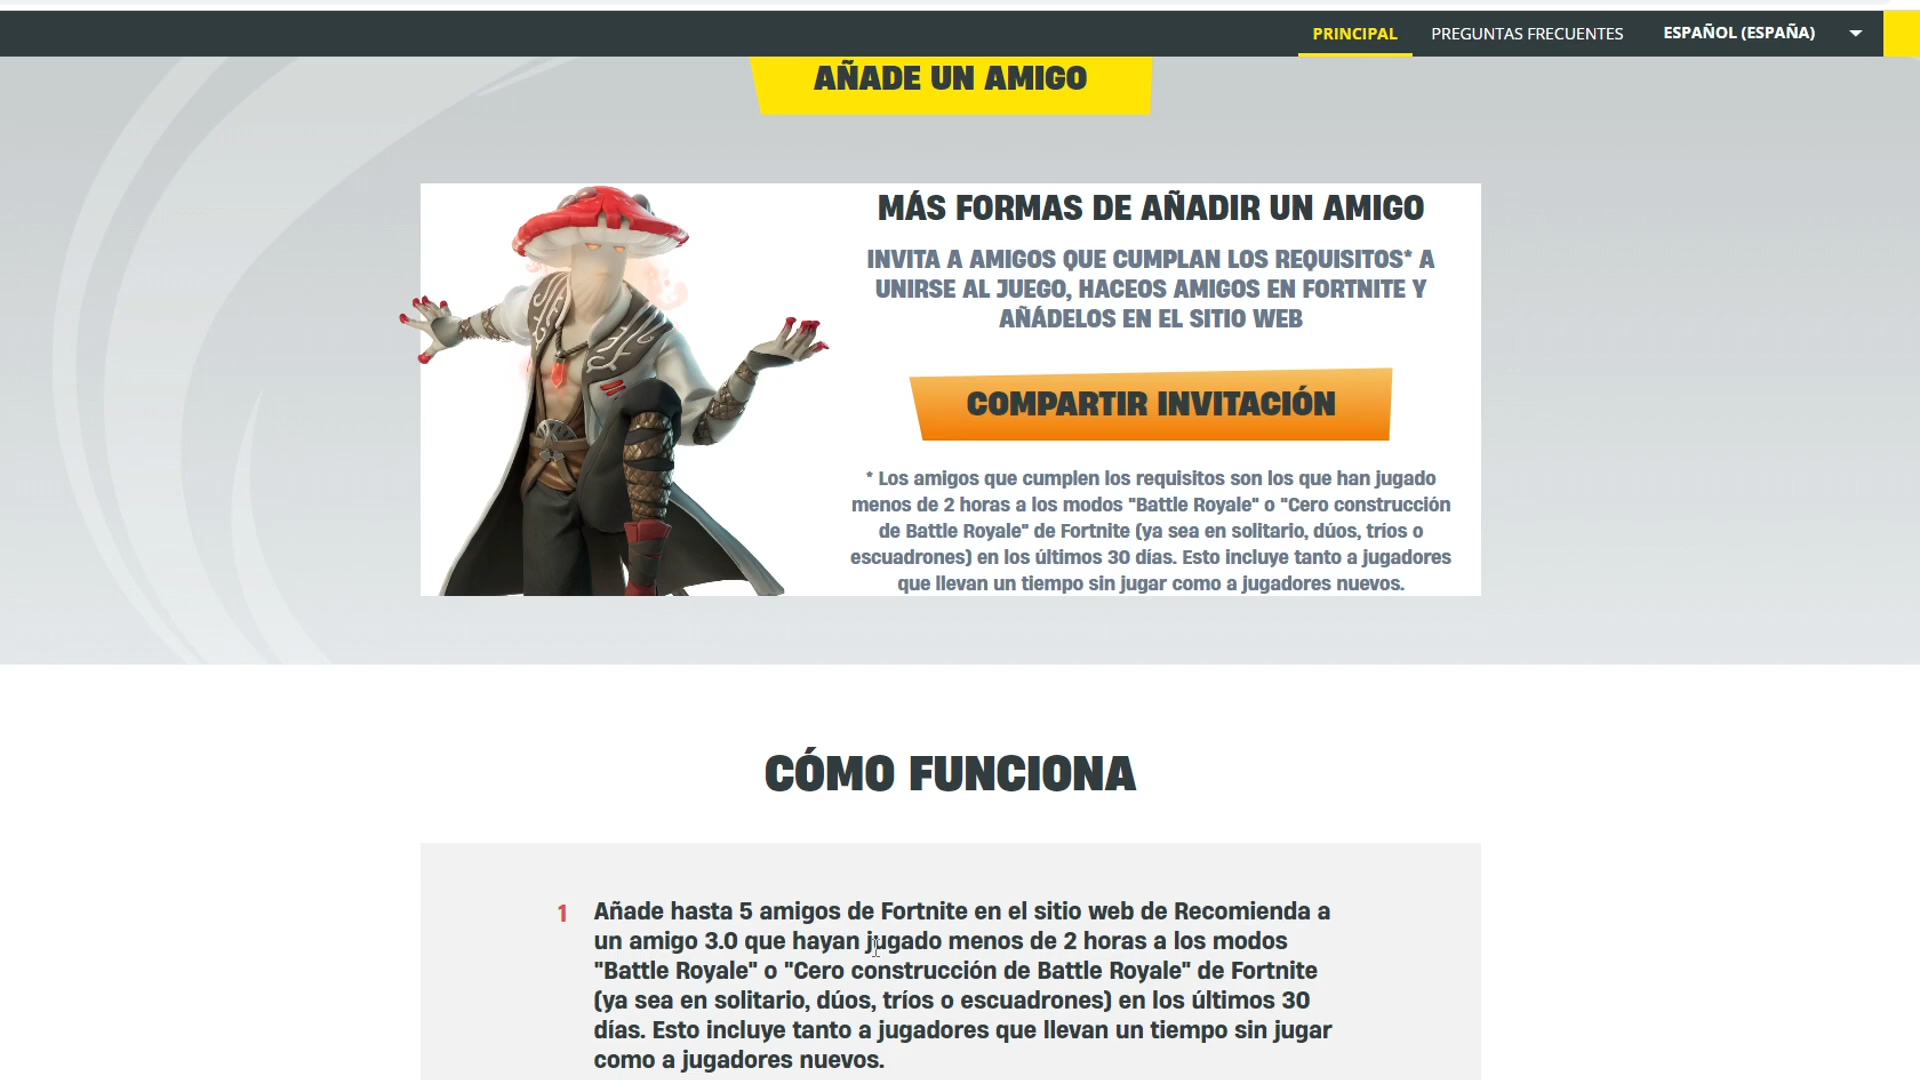 PRINCIPAL PREGUNTAS FRECUENTES ESPAÑOL (ESPAÑA)
AÑADE UN AMIGO
MÁS FORMAS DE AÑADIR UN AMIGO
INVITA A AMIGOS QUE CUMPLAN LOS REQUISITOS* A
UNIRSE AL JUEGO, HACEOS AMIGOS EN FORTNITE Y
AÑÁDELOS EN EL SITIO WEB
COMPARTIR INVITACIÓN
* Los amigos que cumplen los requisitos son los que han jugado
menos de 2 horas a los modos "Battle Royale" o "Cero construcción
de Battle Royale" de Fortnite (ya sea en solitario, dúos, tríos o
escuadrones) en los últimos 30 días. Esto incluye tanto a jugadores
que llevan un tiempo sin jugar como a jugadores nuevos.
CÓMO FUNCIONA
1 Añade hasta 5 amigos de Fortnite en el sitio web de Recomienda a
un amigo 3.0 que hayan jugado menos de 2 horas a los modos
"Battle Royale" o "Cero construcción de Battle Royale" de Fortnite
(ya sea en solitario, dúos, tríos o escuadrones) en los últimos 30
días. Esto incluye tanto a jugadores que llevan un tiempo sin jugar
como a jugadores nuevos.